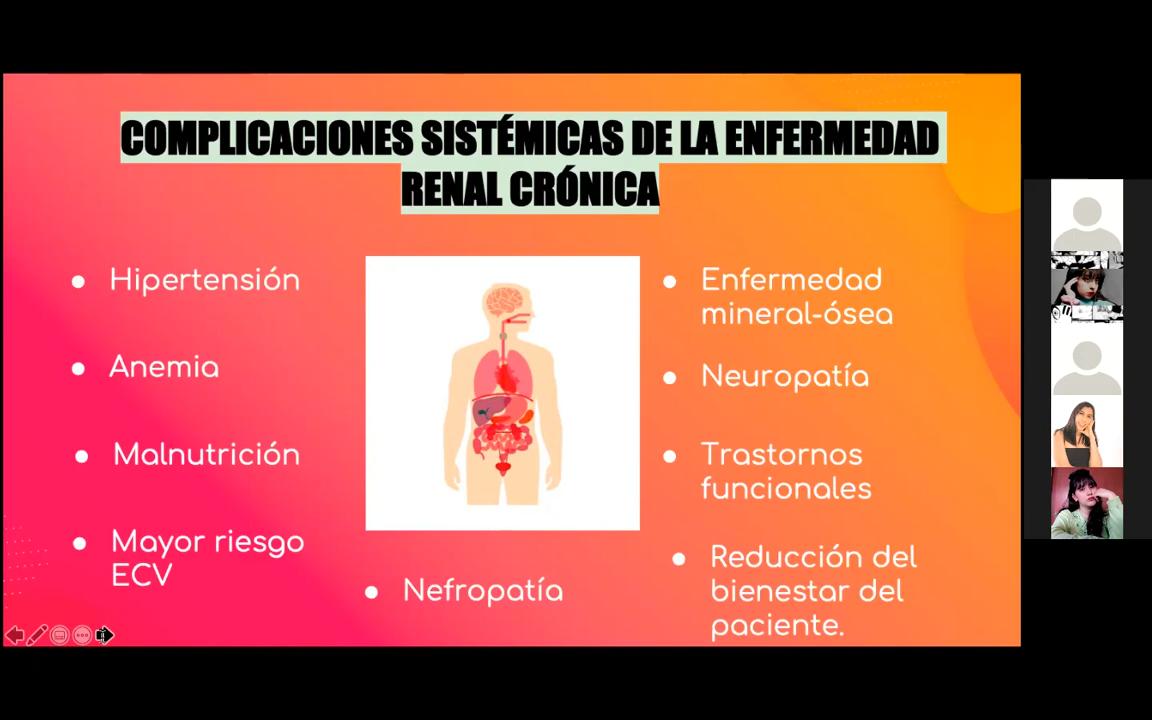 COMPLICACIONES SISTÉMICAS DE LA ENFERMEDAD
RENAL CRÓNICA
● Hipertensión
● Anemia
● Malnutrición
● Mayor riesgo
ECV
● Nefropatía
● Enfermedad
mineral-ósea
● Neuropatía
● Trastornos
funcionales
● Reducción del
bienestar del
paciente.